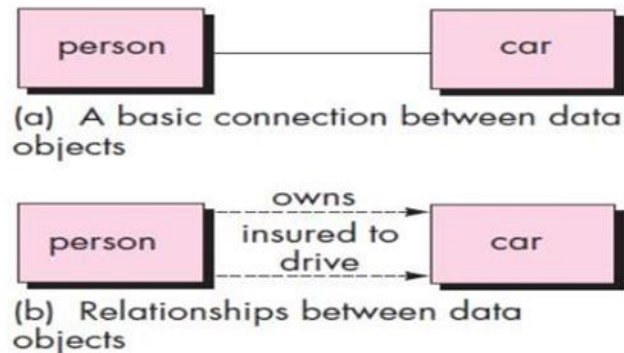 person car
(a) A basic connection between data
objects
owns
person insured to car
drive
(b) Relationships between data
objects